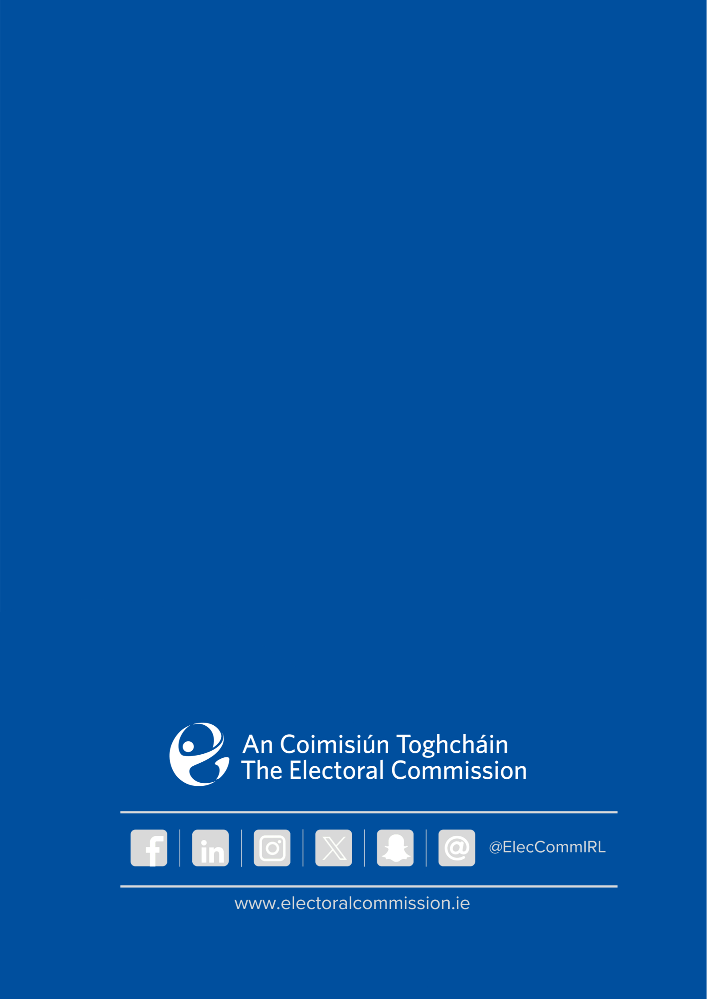 An Coimisiún Toghcháin
The Electoral Commission
@ElecCommIRL
www.electoralcommission.ie